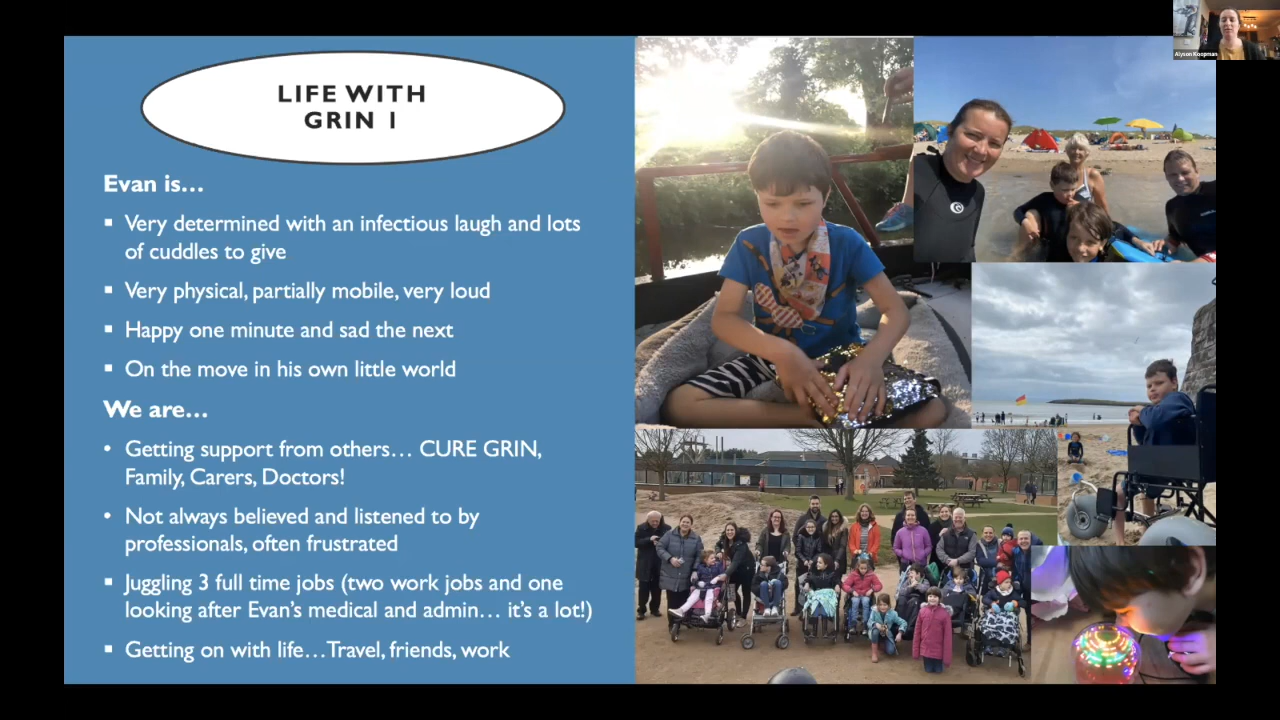 LIFE WITH
GRIN 1
Evan is...
▪ Very determined with an infectious laugh and lots
of cuddles to give
▪ Very physical, partially mobile, very loud
▪ Happy one minute and sad the next
▪ On the move in his own little world
We are...
• Getting support from others... CURE GRIN,
Family, Carers, Doctors!
• Not always believed and listened to by
professionals, often frustrated
▪ Juggling 3 full time jobs (two work jobs and one
looking after Evan's medical and admin... it's a lot!)
▪ Getting on with life...Travel, friends, work
Alyson Koopman